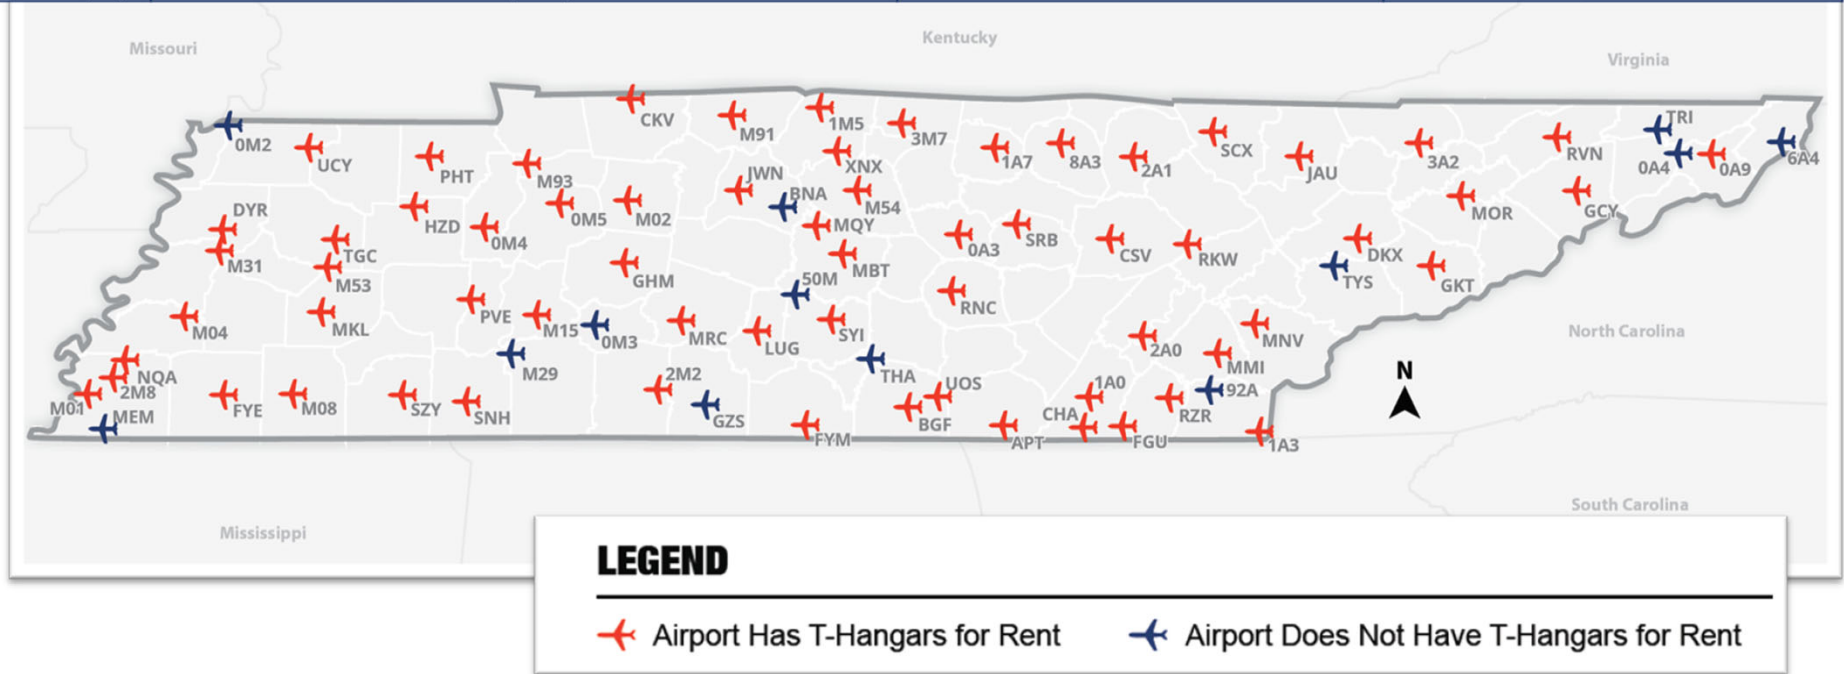 Missouri
Kentucky
Virginia
CKV
M91
1M5
3M7
TRI
0M2
UCY
PHT
M93
JWN
XNX
1A7
8A3
2A1
SCX
JAU
3A2
RVN
0A4
0A9
6A4
DYR
HZD
0M4
0M5
M02
BNA
M54
MQY
MOR
GCY
M31
TGC
M53
GHM
MBT
0A3
SRB
CSV
RKW
DKX
TYS
GKT
M04
MKL
PVE
M15
0M3
MRC
50M
LUG
SYI
RNC
2A0
MNV
MMI
North Carolina
NQA
2M8
M01
MEM
FYE
M08
SZY
SNH
M29
2M2
GZS
THA
UOS
BGF
FYM
APT
1A0
CHA
FGU
RZR
92A
1A3
N
South Carolina
Mississippi
LEGEND
Airport Has T-Hangars for Rent
Airport Does Not Have T-Hangars for Rent